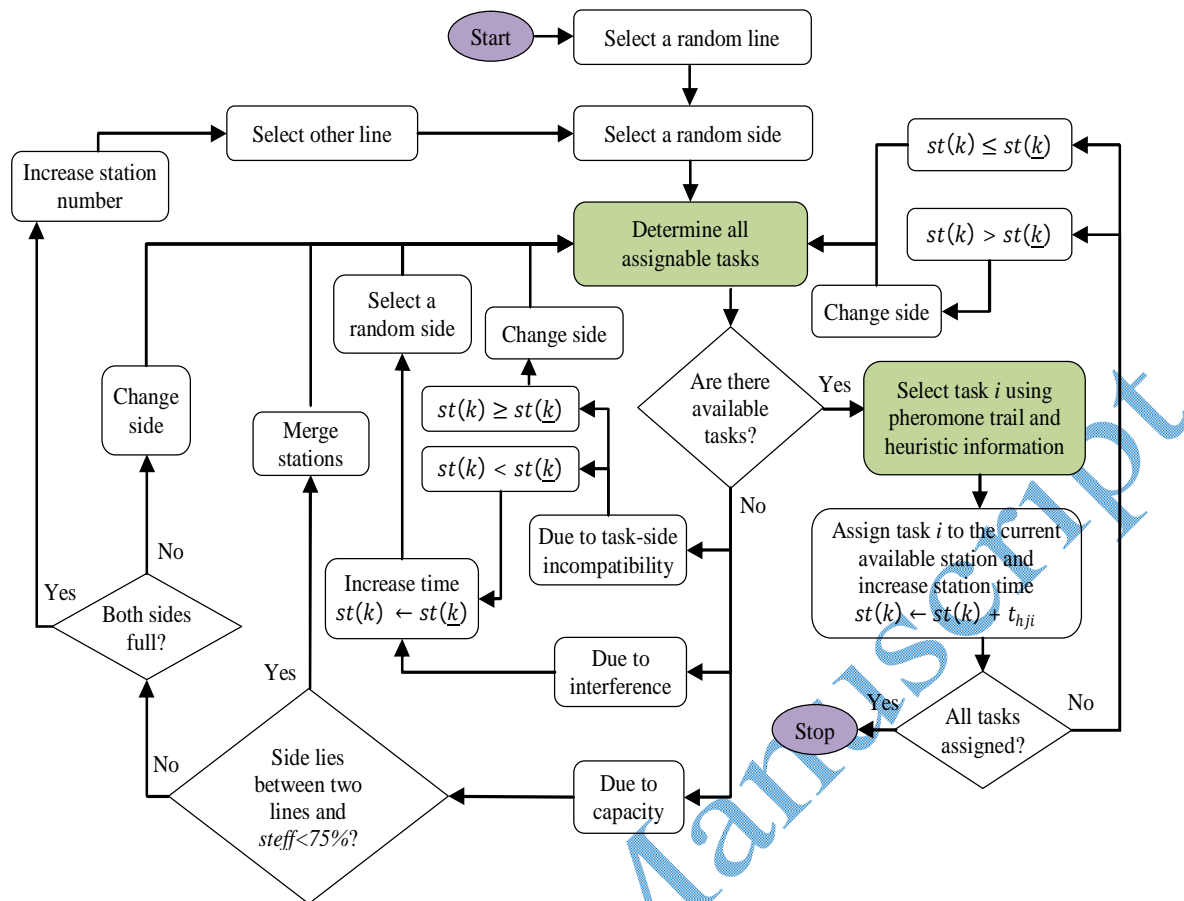 Start
Select a random line
Select other line
Select a random side
st(k) ≤ st(k̲)
Increase station
number
st(k) > st(k̲)
Determine all
assignable tasks
Select a
random side
Change side
Change side
Change
side
Merge
stations
st(k) ≥ st(k̲)
st(k) < st(k̲)
Are there
available
tasks?
Yes
Select task i using
pheromone trail and
heuristic information
No
Due to task-side
incompatibility
Assign task i to the current
available station and
increase station time
st(k) ← st(k) + t_hji
No
Yes
Both sides
full?
Increase time
st(k) ← st(k̲)
Due to
interference
Yes
No
Side lies
between two
lines and
steff<75%?
Due to
capacity
Stop
Yes
All tasks
assigned?
No
Manuscript